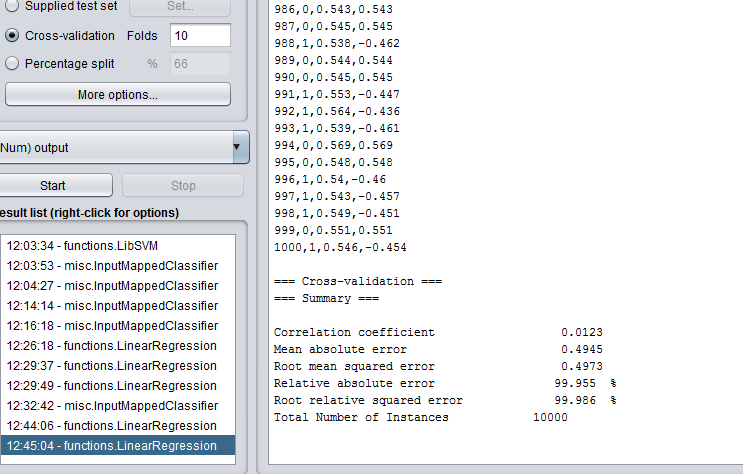 Supplied test set Set...
Cross-validation Folds 10
Percentage split % 66
More options...
Num) output
Start Stop
esult list (right-click for options)
12:03:34 - functions.LibSVM
12:03:53 - misc.InputMappedClassifier
12:04:27 - misc.InputMappedClassifier
12:14:14 - misc.InputMappedClassifier
12:16:18 - misc.InputMappedClassifier
12:26:18 - functions.LinearRegression
12:29:37 - functions.LinearRegression
12:29:49 - functions.LinearRegression
12:32:42 - misc.InputMappedClassifier
12:44:06 - functions.LinearRegression
12:45:04 - functions.LinearRegression
986,0,0.543,0.543
987,0,0.545,0.545
988,1,0.538,-0.462
989,0,0.544,0.544
990,0,0.545,0.545
991,1,0.553,-0.447
992,1,0.564,-0.436
993,1,0.539,-0.461
994,0,0.569,0.569
995,0,0.548,0.548
996,1,0.54,-0.46
997,1,0.543,-0.457
998,1,0.549,-0.451
999,0,0.551,0.551
1000,1,0.546,-0.454
=== Cross-validation ===
=== Summary ===
Correlation coefficient 0.0123
Mean absolute error 0.4945
Root mean squared error 0.4973
Relative absolute error 99.955 %
Root relative squared error 99.986 %
Total Number of Instances 10000